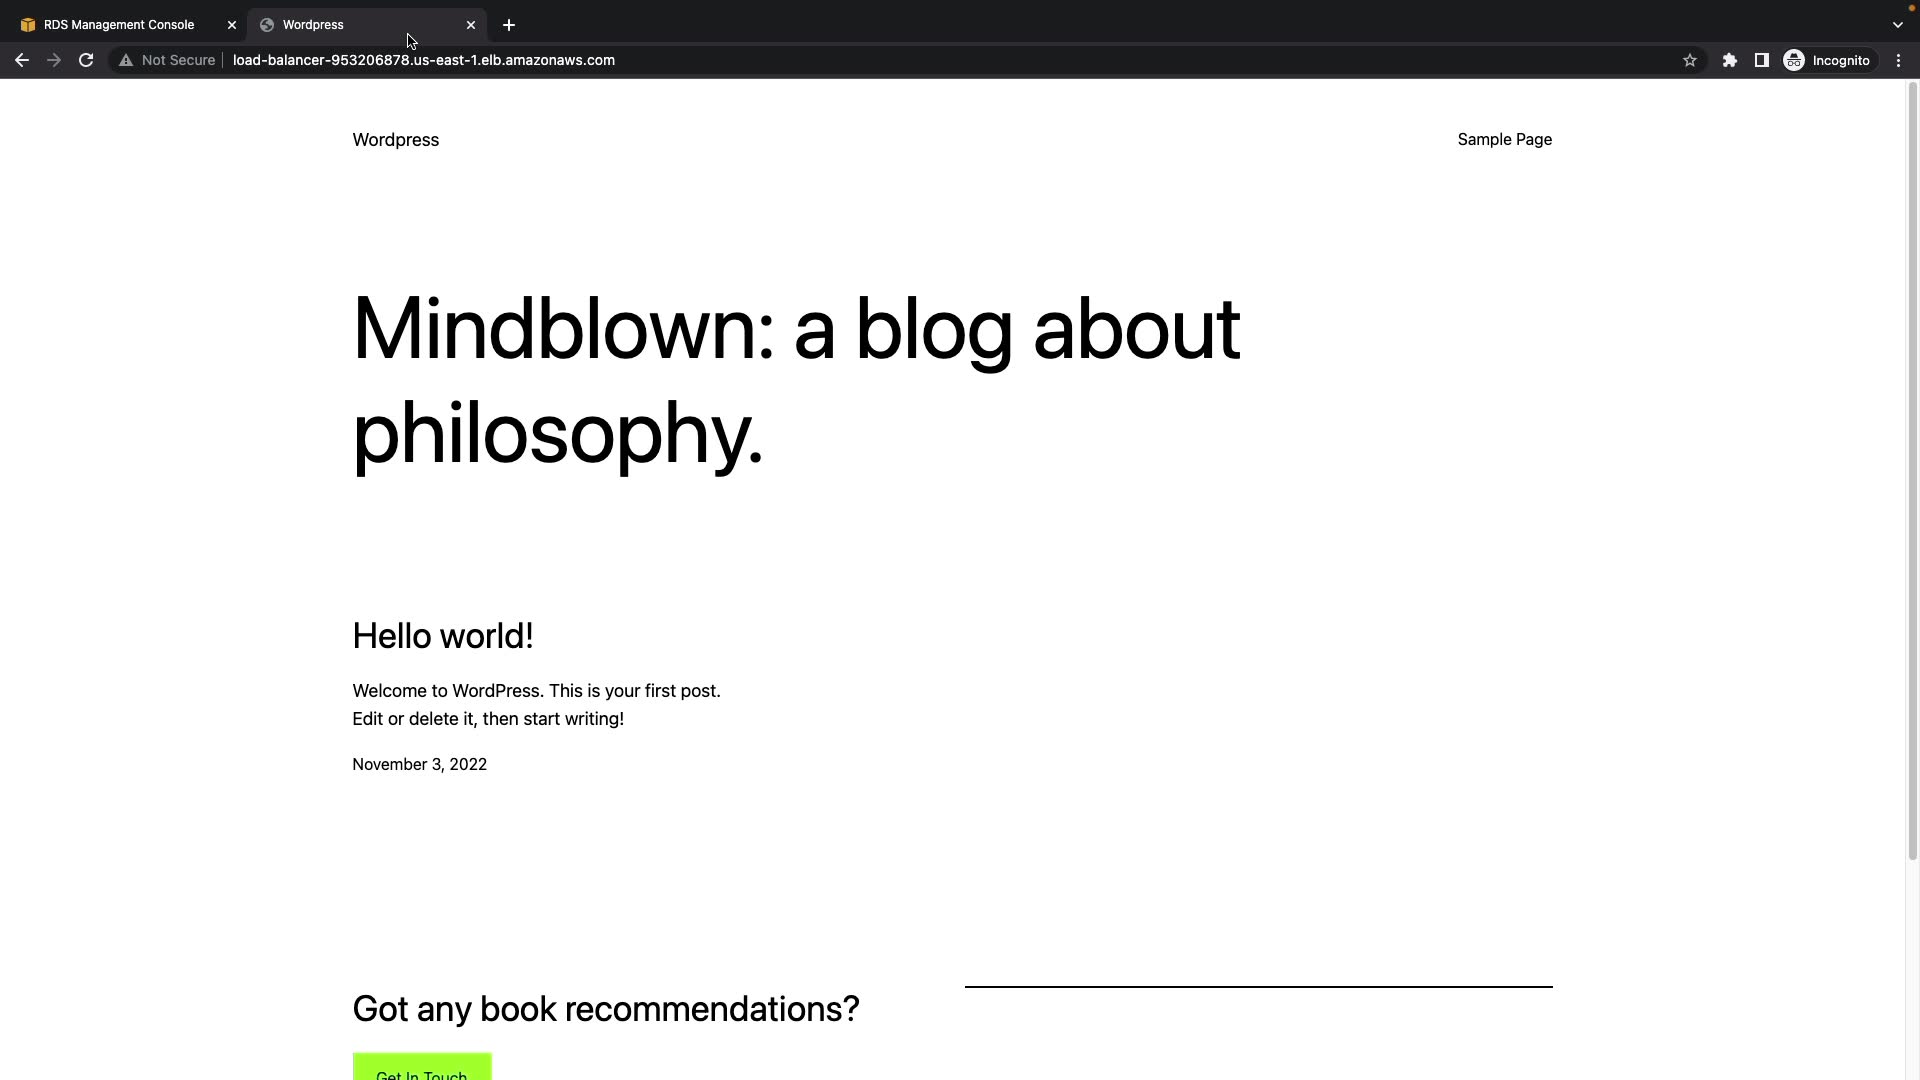 RDS Management Console
Wordpress
Not Secure
load-balancer-953206878.us-east-1.elb.amazonaws.com
Incognito
Wordpress
Sample Page
Mindblown: a blog about
philosophy.
Hello world!
Welcome to WordPress. This is your first post.
Edit or delete it, then start writing!
November 3, 2022
Got any book recommendations?
Get In Touch